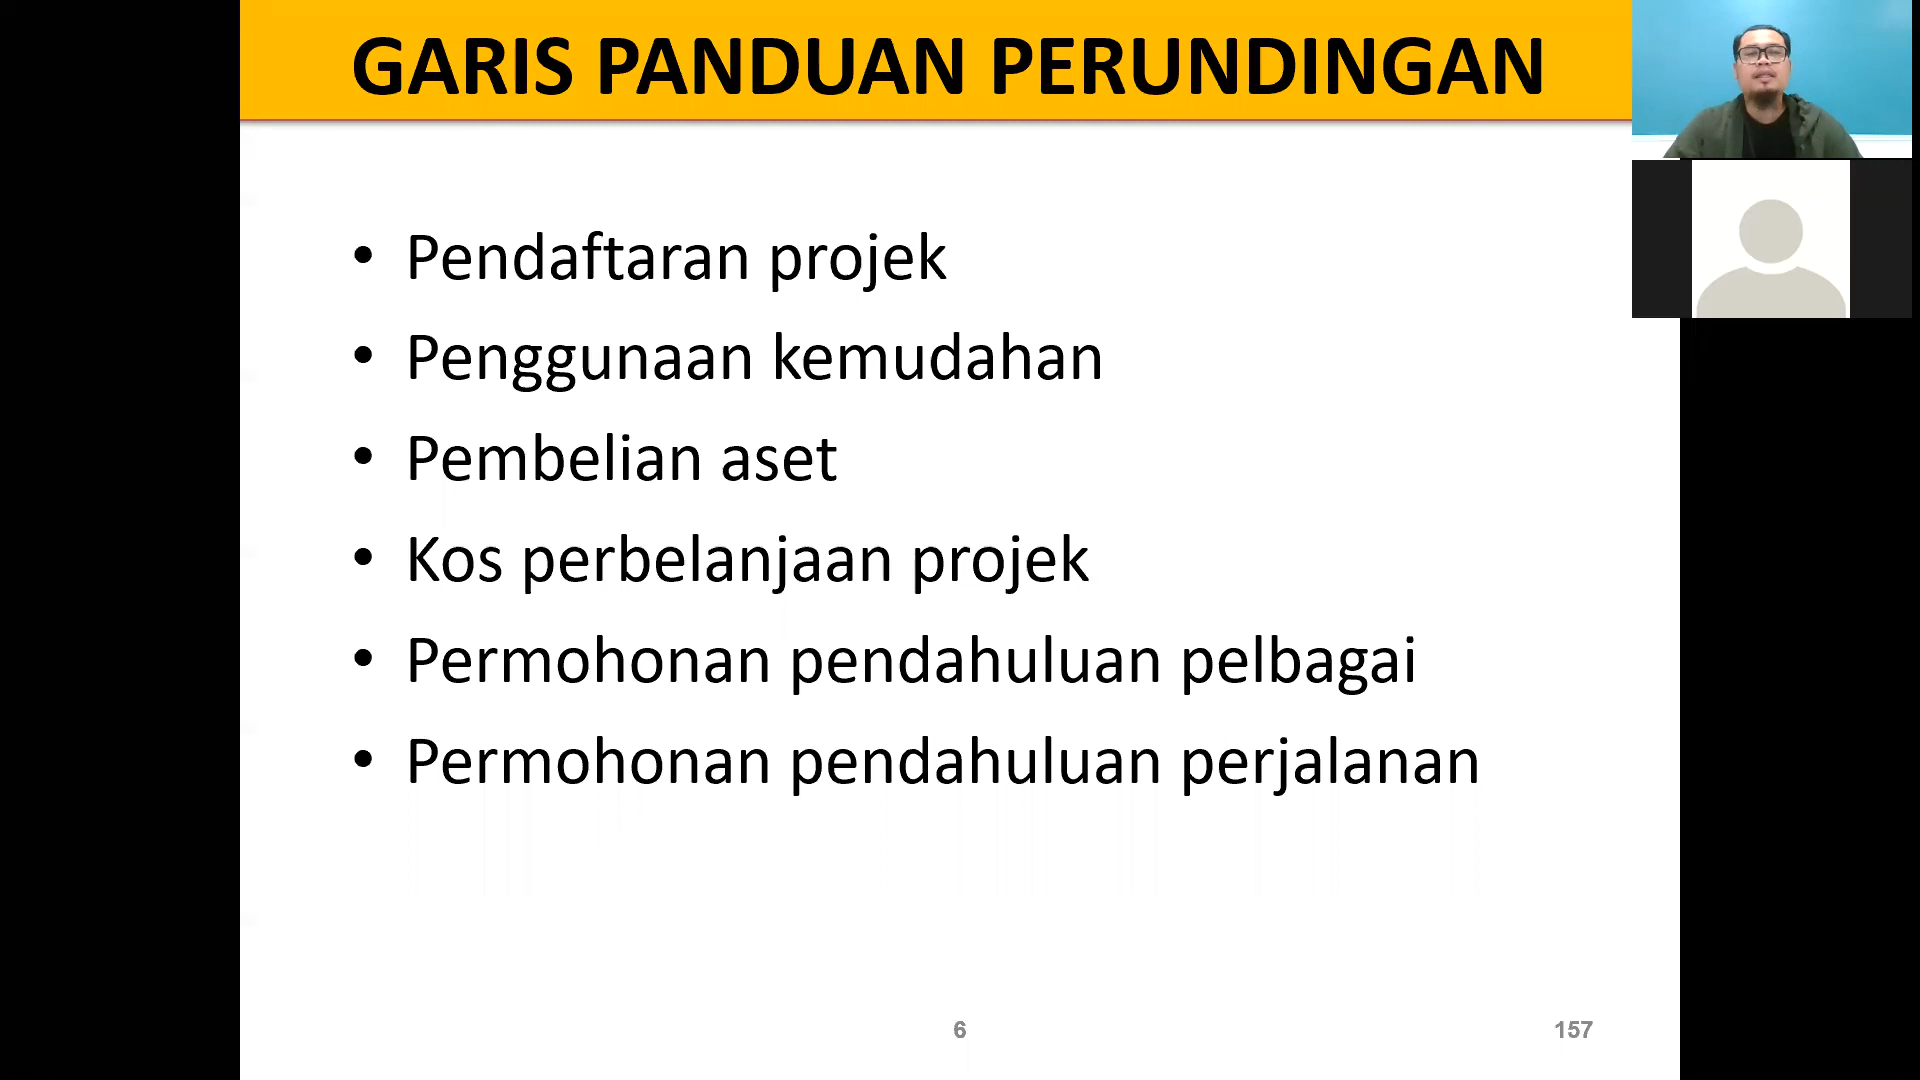 GARIS PANDUAN PERUNDINGAN
• Pendaftaran projek
• Penggunaan kemudahan
• Pembelian aset
• Kos perbelanjaan projek
• Permohonan pendahuluan pelbagai
• Permohonan pendahuluan perjalanan
6
157